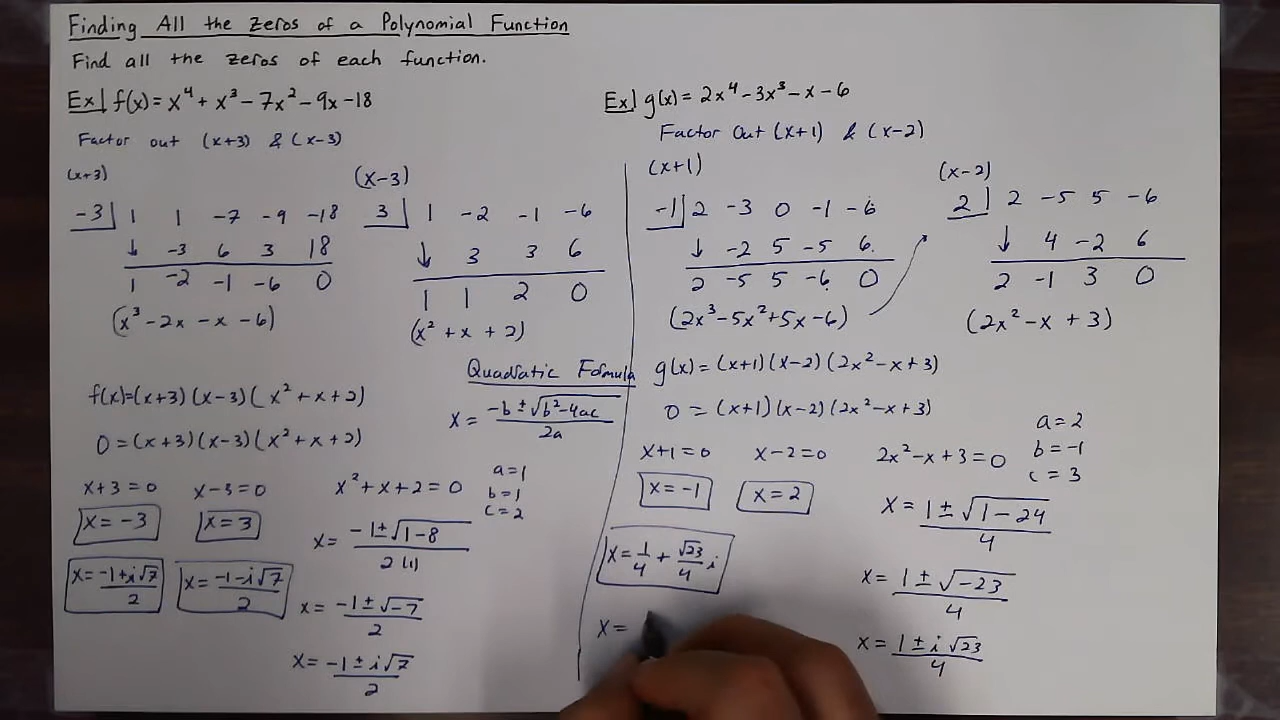 Finding All the Zeros of a Polynomial Function
Find all the zeros of each function.
Ex] f(x) = x⁴ + x³ - 7x² - 9x - 18
Factor out (x+3) & (x-3)
(x+3)
-3 | 1 1 -7 -9 -18
↓ -3 6 3 18
1 -2 -1 -6 0
(x³ - 2x - x - 6)
(x-3)
3 | 1 -2 -1 -6
↓ 3 3 6
1 1 2 0
(x² + x + 2)
f(x)=(x+3)(x-3)(x² + x + 2)
0 = (x+3)(x-3)(x² + x + 2)
Quadratic Formula
x = (-b ± √(b²-4ac))/(2a)
x+3 = 0
x = -3
x-3 = 0
x = 3
x² + x + 2 = 0
a=1
b=1
c=2
x = (-1 ± √(1-8))/(2(1))
x = (-1 ± √-7)/2
x = (-1 ± i√7)/2
x = (-1+i√7)/2
x = (-1-i√7)/2
Ex] g(x) = 2x⁴ - 3x³ - x - 6
Factor Out (x+1) & (x-2)
(x+1)
-1 | 2 -3 0 -1 -6
↓ -2 5 -5 6
2 -5 5 -6 0
(2x³-5x²+5x-6)
(x-2)
2 | 2 -5 5 -6
↓ 4 -2 6
2 -1 3 0
(2x² - x + 3)
g(x) = (x+1)(x-2)(2x²-x+3)
0 = (x+1)(x-2)(2x²-x+3)
x+1 = 0
x = -1
x-2 = 0
x = 2
2x²-x+3=0
a=2
b=-1
c=3
x = (1 ± √(1-24))/4
x = (1 ± √-23)/4
x = (1 ± i√23)/4
x = 1/4 + √23/4 i
x =